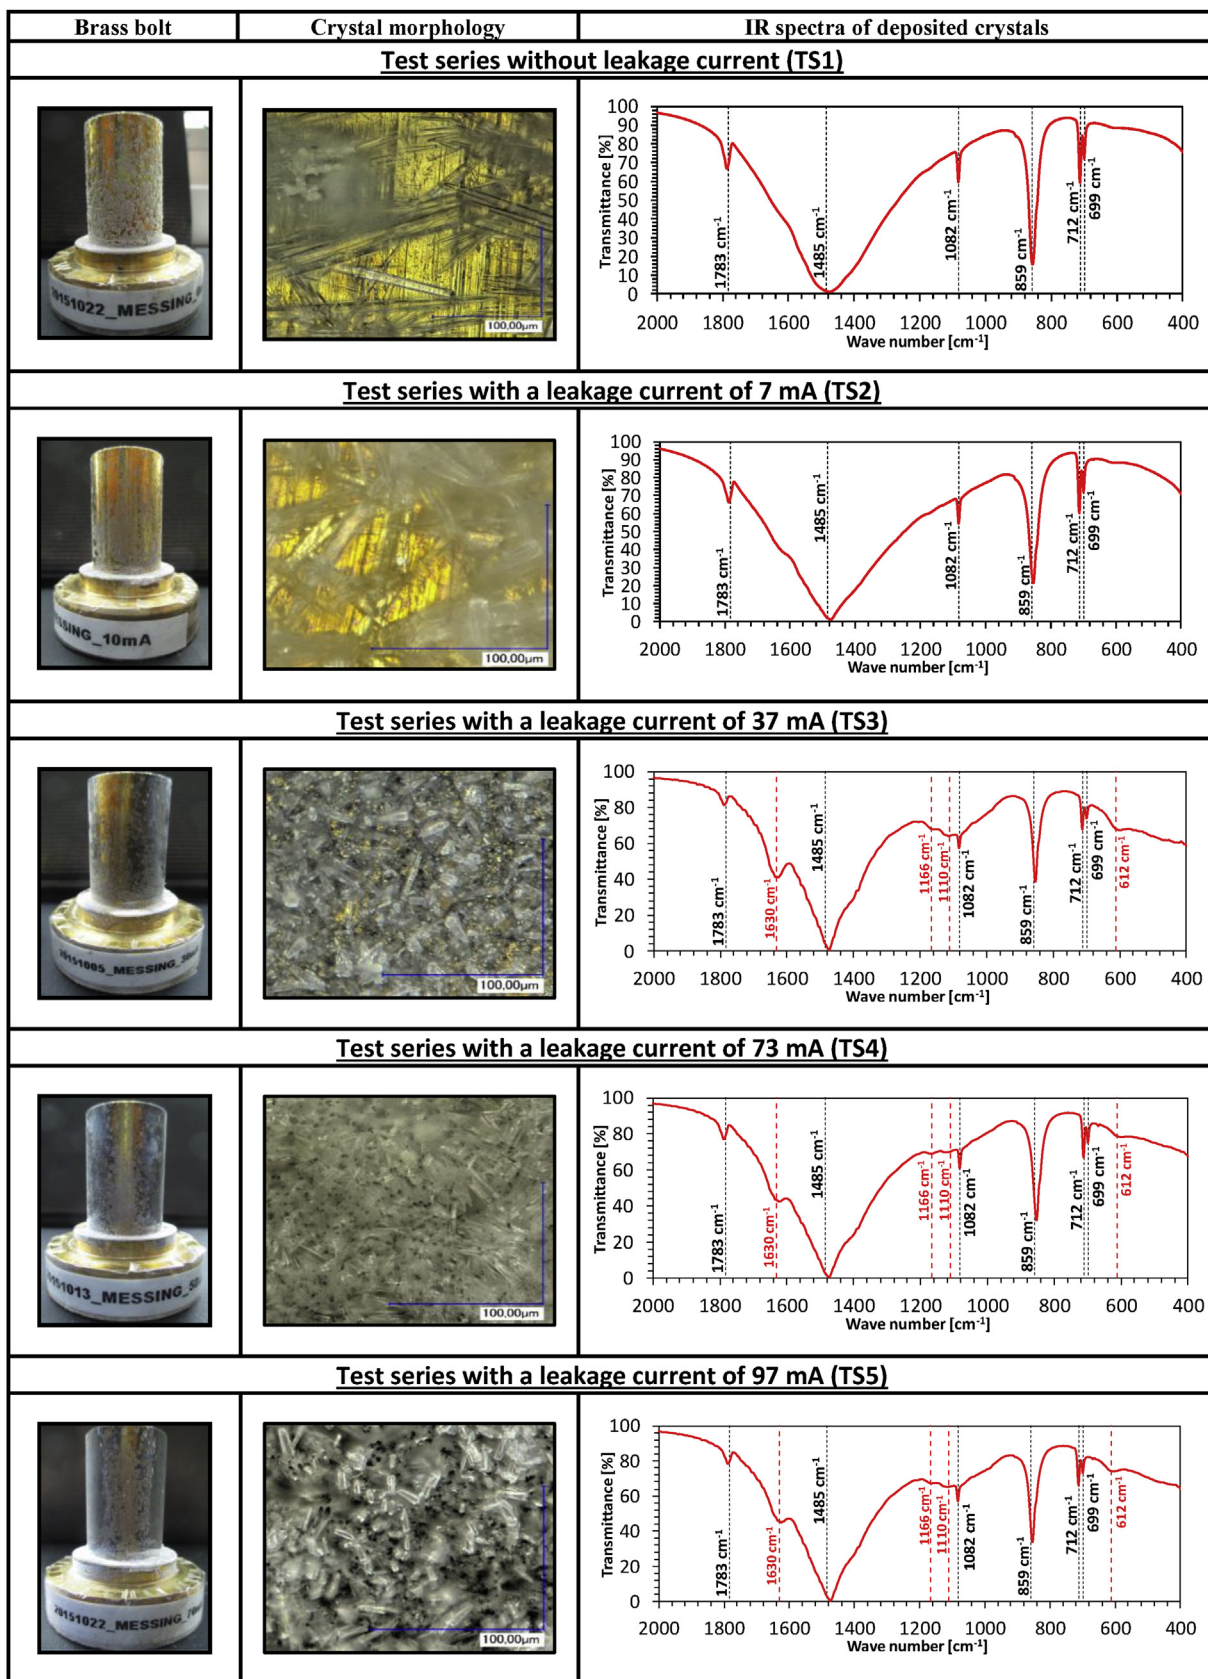 Brass bolt
Crystal morphology
IR spectra of deposited crystals
Test series without leakage current (TS1)
20151022_MESSING_
100,00µm
Transmittance [%]
100
90
80
70
60
50
40
30
20
10
0
1783 cm⁻¹
1485 cm⁻¹
1082 cm⁻¹
859 cm⁻¹
712 cm⁻¹
699 cm⁻¹
2000 1800 1600 1400 1200 1000 800 600 400
Wave number [cm⁻¹]
Test series with a leakage current of 7 mA (TS2)
SSING_10mA
100,00µm
Transmittance [%]
100
90
80
70
60
50
40
30
20
10
0
1783 cm⁻¹
1485 cm⁻¹
1082 cm⁻¹
859 cm⁻¹
712 cm⁻¹
699 cm⁻¹
2000 1800 1600 1400 1200 1000 800 600 400
Wave number [cm⁻¹]
Test series with a leakage current of 37 mA (TS3)
20151005_MESSING_30m
100,00µm
Transmittance [%]
100
80
60
40
20
0
1783 cm⁻¹
1630 cm⁻¹
1485 cm⁻¹
1166 cm⁻¹
1110 cm⁻¹
1082 cm⁻¹
859 cm⁻¹
712 cm⁻¹
699 cm⁻¹
612 cm⁻¹
2000 1800 1600 1400 1200 1000 800 600 400
Wave number [cm⁻¹]
Test series with a leakage current of 73 mA (TS4)
0151013_MESSING_50
100,00µm
Transmittance [%]
100
80
60
40
20
0
1783 cm⁻¹
1630 cm⁻¹
1485 cm⁻¹
1166 cm⁻¹
1110 cm⁻¹
1082 cm⁻¹
859 cm⁻¹
712 cm⁻¹
699 cm⁻¹
612 cm⁻¹
2000 1800 1600 1400 1200 1000 800 600 400
Wave number [cm⁻¹]
Test series with a leakage current of 97 mA (TS5)
20151022_MESSING_70
100,00µm
Transmittance [%]
100
80
60
40
20
0
1783 cm⁻¹
1630 cm⁻¹
1485 cm⁻¹
1166 cm⁻¹
1110 cm⁻¹
1082 cm⁻¹
859 cm⁻¹
712 cm⁻¹
699 cm⁻¹
612 cm⁻¹
2000 1800 1600 1400 1200 1000 800 600 400
Wave number [cm⁻¹]